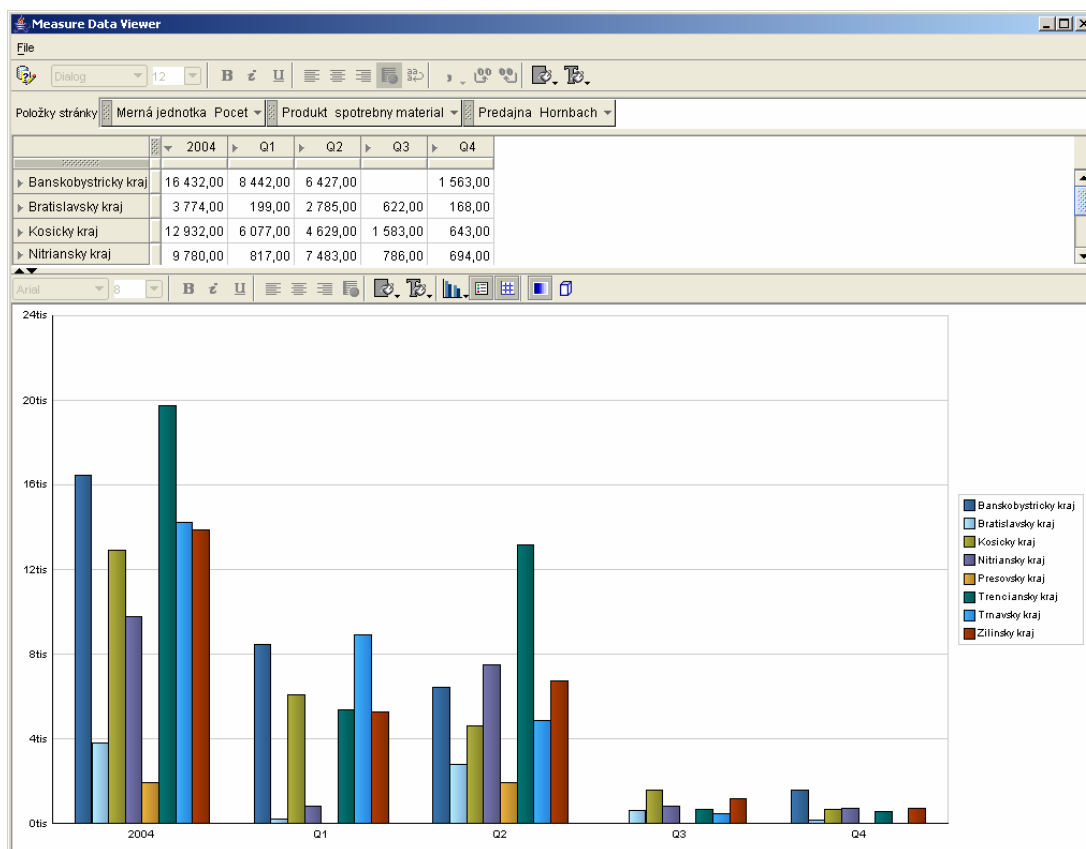 Measure Data Viewer
File
Dialog 12 B i U
Položky stránky Merná jednotka Pocet Produkt spotrebny material Predajna Hornbach
2004 Q1 Q2 Q3 Q4
Banskobystricky kraj 16 432,00 8 442,00 6 427,00 1 563,00
Bratislavsky kraj 3 774,00 199,00 2 785,00 622,00 168,00
Kosicky kraj 12 932,00 6 077,00 4 629,00 1 583,00 643,00
Nitriansky kraj 9 780,00 817,00 7 483,00 786,00 694,00
Arial 8 B i U
24tis
20tis
16tis
12tis
8tis
4tis
0tis
2004 Q1 Q2 Q3 Q4
Banskobystricky kraj
Bratislavsky kraj
Kosicky kraj
Nitriansky kraj
Presovsky kraj
Trenciansky kraj
Trnavsky kraj
Zilinsky kraj